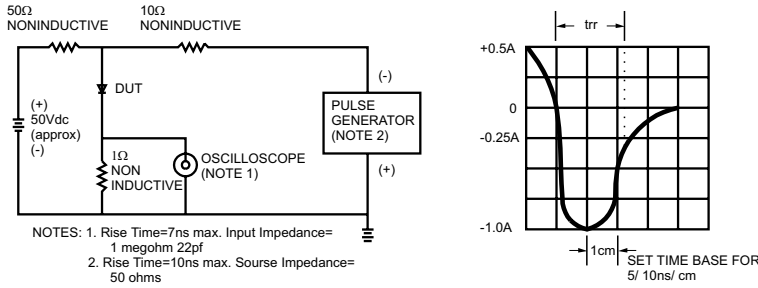 50Ω
NONINDUCTIVE
10Ω
NONINDUCTIVE
DUT
(+)
50Vdc
(approx)
(-)
1Ω
NON
INDUCTIVE
OSCILLOSCOPE
(NOTE 1)
(-)
PULSE
GENERATOR
(NOTE 2)
(+)
NOTES: 1. Rise Time=7ns max. Input Impedance=
1 megohm 22pf
2. Rise Time=10ns max. Sourse Impedance=
50 ohms
trr
+0.5A
0
-0.25A
-1.0A
1cm
SET TIME BASE FOR
5/ 10ns/ cm